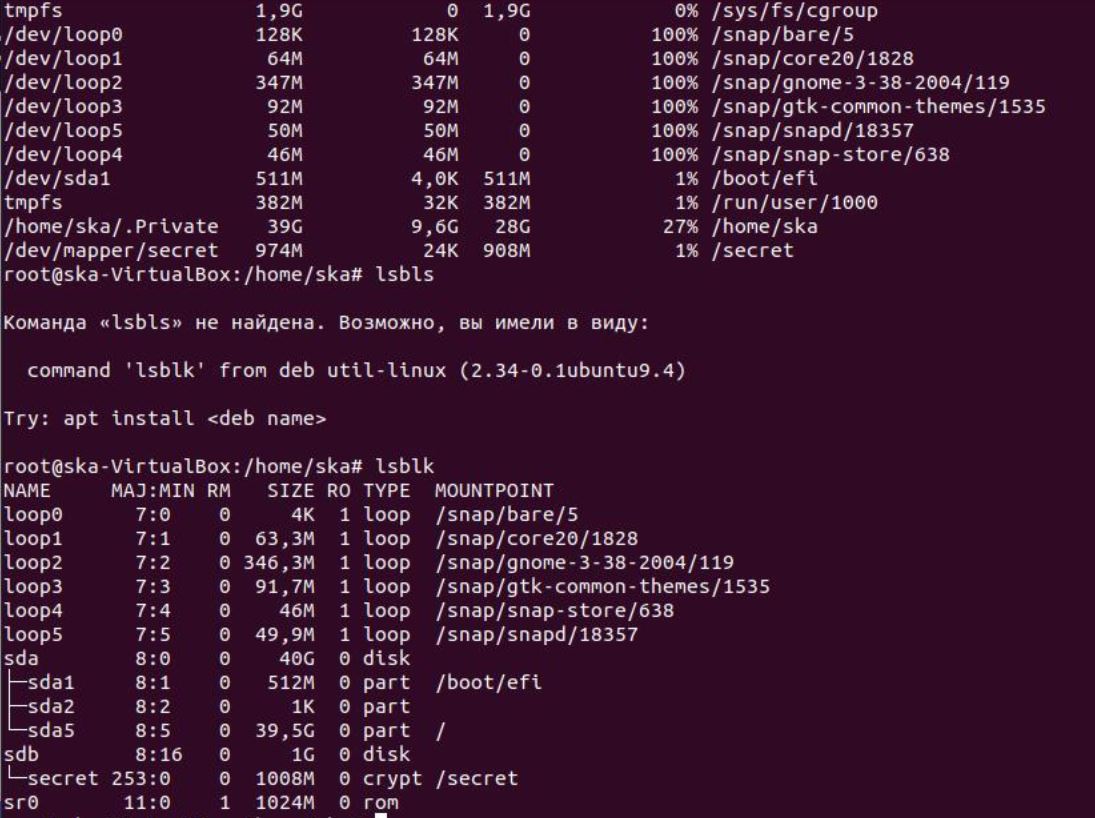 tmpfs 1,9G 0 1,9G 0% /sys/fs/cgroup
/dev/loop0 128K 128K 0 100% /snap/bare/5
/dev/loop1 64M 64M 0 100% /snap/core20/1828
/dev/loop2 347M 347M 0 100% /snap/gnome-3-38-2004/119
/dev/loop3 92M 92M 0 100% /snap/gtk-common-themes/1535
/dev/loop5 50M 50M 0 100% /snap/snapd/18357
/dev/loop4 46M 46M 0 100% /snap/snap-store/638
/dev/sda1 511M 4,0K 511M 1% /boot/efi
tmpfs 382M 32K 382M 1% /run/user/1000
/home/ska/.Private 39G 9,6G 28G 27% /home/ska
/dev/mapper/secret 974M 24K 908M 1% /secret
root@ska-VirtualBox:/home/ska# lsbls
Команда «lsbls» не найдена. Возможно, вы имели в виду:
command 'lsblk' from deb util-linux (2.34-0.1ubuntu9.4)
Try: apt install <deb name>
root@ska-VirtualBox:/home/ska# lsblk
NAME MAJ:MIN RM SIZE RO TYPE MOUNTPOINT
loop0 7:0 0 4K 1 loop /snap/bare/5
loop1 7:1 0 63,3M 1 loop /snap/core20/1828
loop2 7:2 0 346,3M 1 loop /snap/gnome-3-38-2004/119
loop3 7:3 0 91,7M 1 loop /snap/gtk-common-themes/1535
loop4 7:4 0 46M 1 loop /snap/snap-store/638
loop5 7:5 0 49,9M 1 loop /snap/snapd/18357
sda 8:0 0 40G 0 disk
├─sda1 8:1 0 512M 0 part /boot/efi
├─sda2 8:2 0 1K 0 part
└─sda5 8:5 0 39,5G 0 part /
sdb 8:16 0 1G 0 disk
└─secret 253:0 0 1008M 0 crypt /secret
sr0 11:0 1 1024M 0 rom